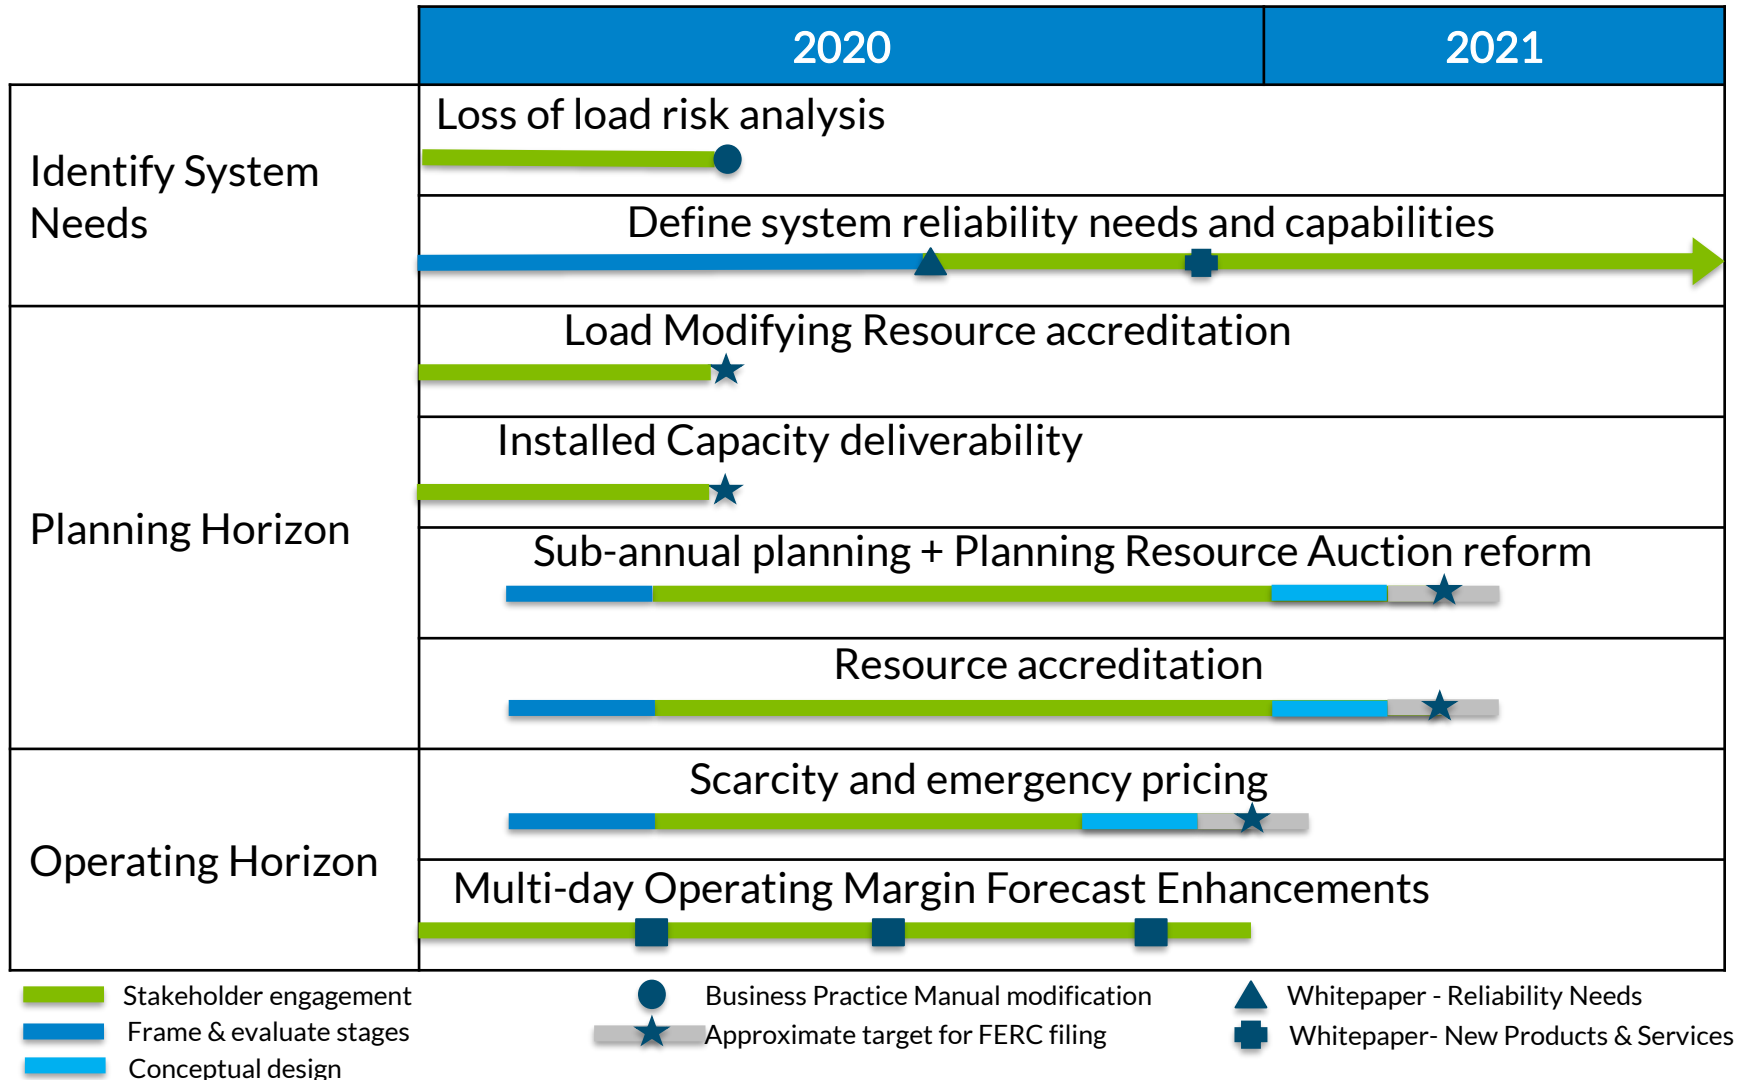 2020
2021
Identify System
Needs
Loss of load risk analysis
Define system reliability needs and capabilities
Planning Horizon
Load Modifying Resource accreditation
Installed Capacity deliverability
Sub-annual planning + Planning Resource Auction reform
Resource accreditation
Operating Horizon
Scarcity and emergency pricing
Multi-day Operating Margin Forecast Enhancements
Stakeholder engagement
Frame & evaluate stages
Conceptual design
Business Practice Manual modification
Approximate target for FERC filing
Whitepaper - Reliability Needs
Whitepaper- New Products & Services